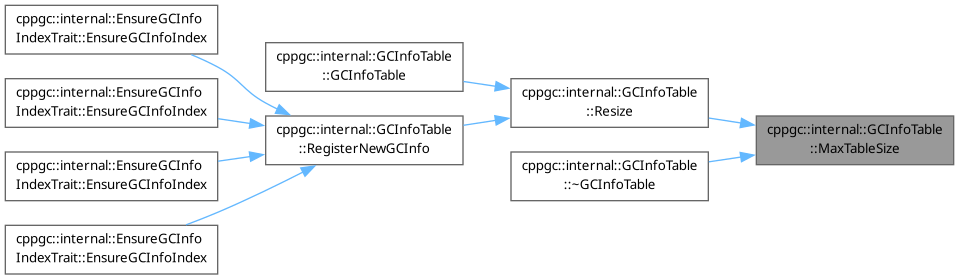 cppgc::internal::EnsureGCInfo
IndexTrait::EnsureGCInfoIndex
cppgc::internal::EnsureGCInfo
IndexTrait::EnsureGCInfoIndex
cppgc::internal::EnsureGCInfo
IndexTrait::EnsureGCInfoIndex
cppgc::internal::EnsureGCInfo
IndexTrait::EnsureGCInfoIndex
cppgc::internal::GCInfoTable
::GCInfoTable
cppgc::internal::GCInfoTable
::RegisterNewGCInfo
cppgc::internal::GCInfoTable
::Resize
cppgc::internal::GCInfoTable
::~GCInfoTable
cppgc::internal::GCInfoTable
::MaxTableSize